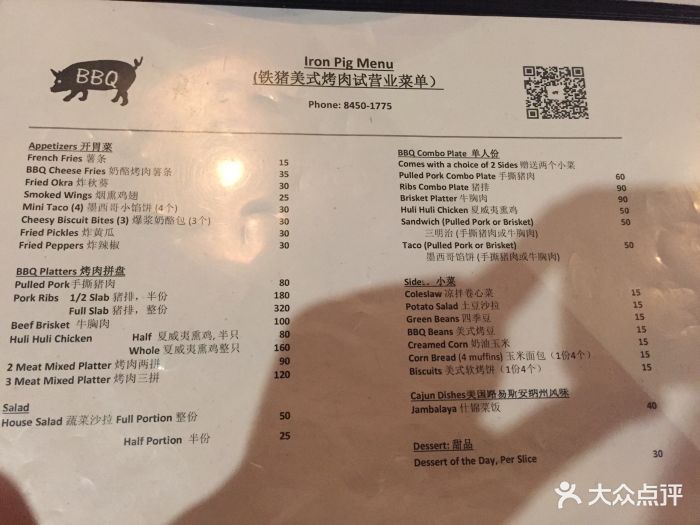 BBQ
Iron Pig Menu
(铁猪美式烤肉试营业菜单）
Phone: 8450-1775
Appetizers 开胃菜
French Fries 薯条 15
BBQ Cheese Fries 奶酪烤肉薯条 35
Fried Okra 炸秋葵 30
Smoked Wings 烟熏鸡翅 25
Mini Taco (4) 墨西哥小馅饼 (4个) 30
Cheesy Biscuit Bites (3) 爆浆奶酪包 (3个) 30
Fried Pickles 炸黄瓜 30
Fried Peppers 炸辣椒 30
BBQ Platters 烤肉拼盘
Pulled Pork 手撕猪肉 80
Pork Ribs 1/2 Slab 猪排，半份 180
Full Slab 猪排，整份 320
Beef Brisket 牛胸肉 100
Huli Huli Chicken Half 夏威夷熏鸡,半只 80
Whole 夏威夷熏鸡整只 160
2 Meat Mixed Platter 烤肉两拼 90
3 Meat Mixed Platter 烤肉三拼 120
Salad
House Salad 蔬菜沙拉 Full Portion 整份 50
Half Portion 半份 25
BBQ Combo Plate 单人份
Comes with a choice of 2 Sides 赠送两个小菜
Pulled Pork Combo Plate 手撕猪肉 60
Ribs Combo Plate 猪排 90
Brisket Platter 牛胸肉 90
Huli Huli Chicken 夏威夷熏鸡 50
Sandwich (Pulled Pork or Brisket) 50
三明治 (手撕猪肉或牛胸肉)
Taco (Pulled Pork or Brisket) 50
墨西哥馅饼 (手撕猪肉或牛胸肉)
Sides: 小菜
Coleslaw 凉拌卷心菜 15
Potato Salad 土豆沙拉 15
Green Beans 四季豆 15
BBQ Beans 美式烤豆 15
Creamed Corn 奶油玉米 15
Corn Bread (4 muffins) 玉米面包（1份4个） 15
Biscuits 美式软烤饼（1份4个） 15
Cajun Dishes美国路易斯安纳州风味
Jambalaya 什锦菜饭 40
Dessert: 甜品
Dessert of the Day, Per Slice 30
大众点评